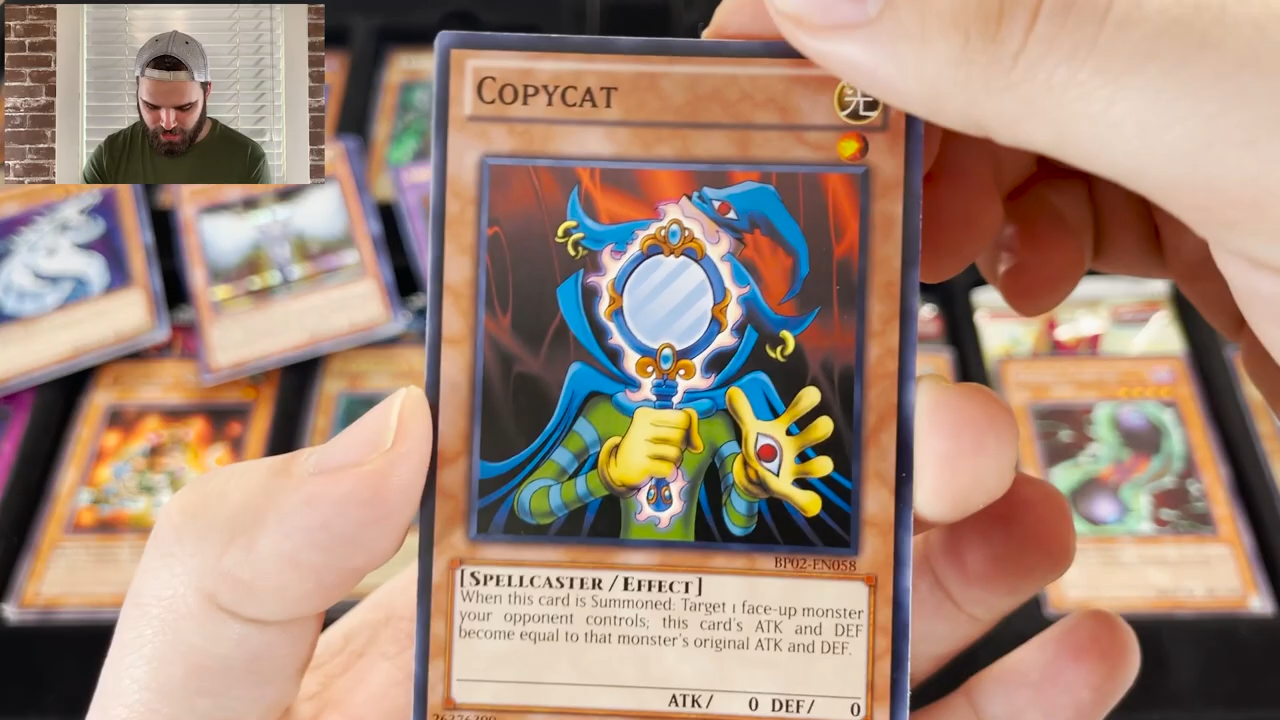 COPYCAT
光
BP02-EN058
[SPELLCASTER/EFFECT]
When this card is Summoned: Target 1 face-up monster
your opponent controls; this card's ATK and DEF
become equal to that monster's original ATK and DEF.
ATK/ 0 DEF/ 0